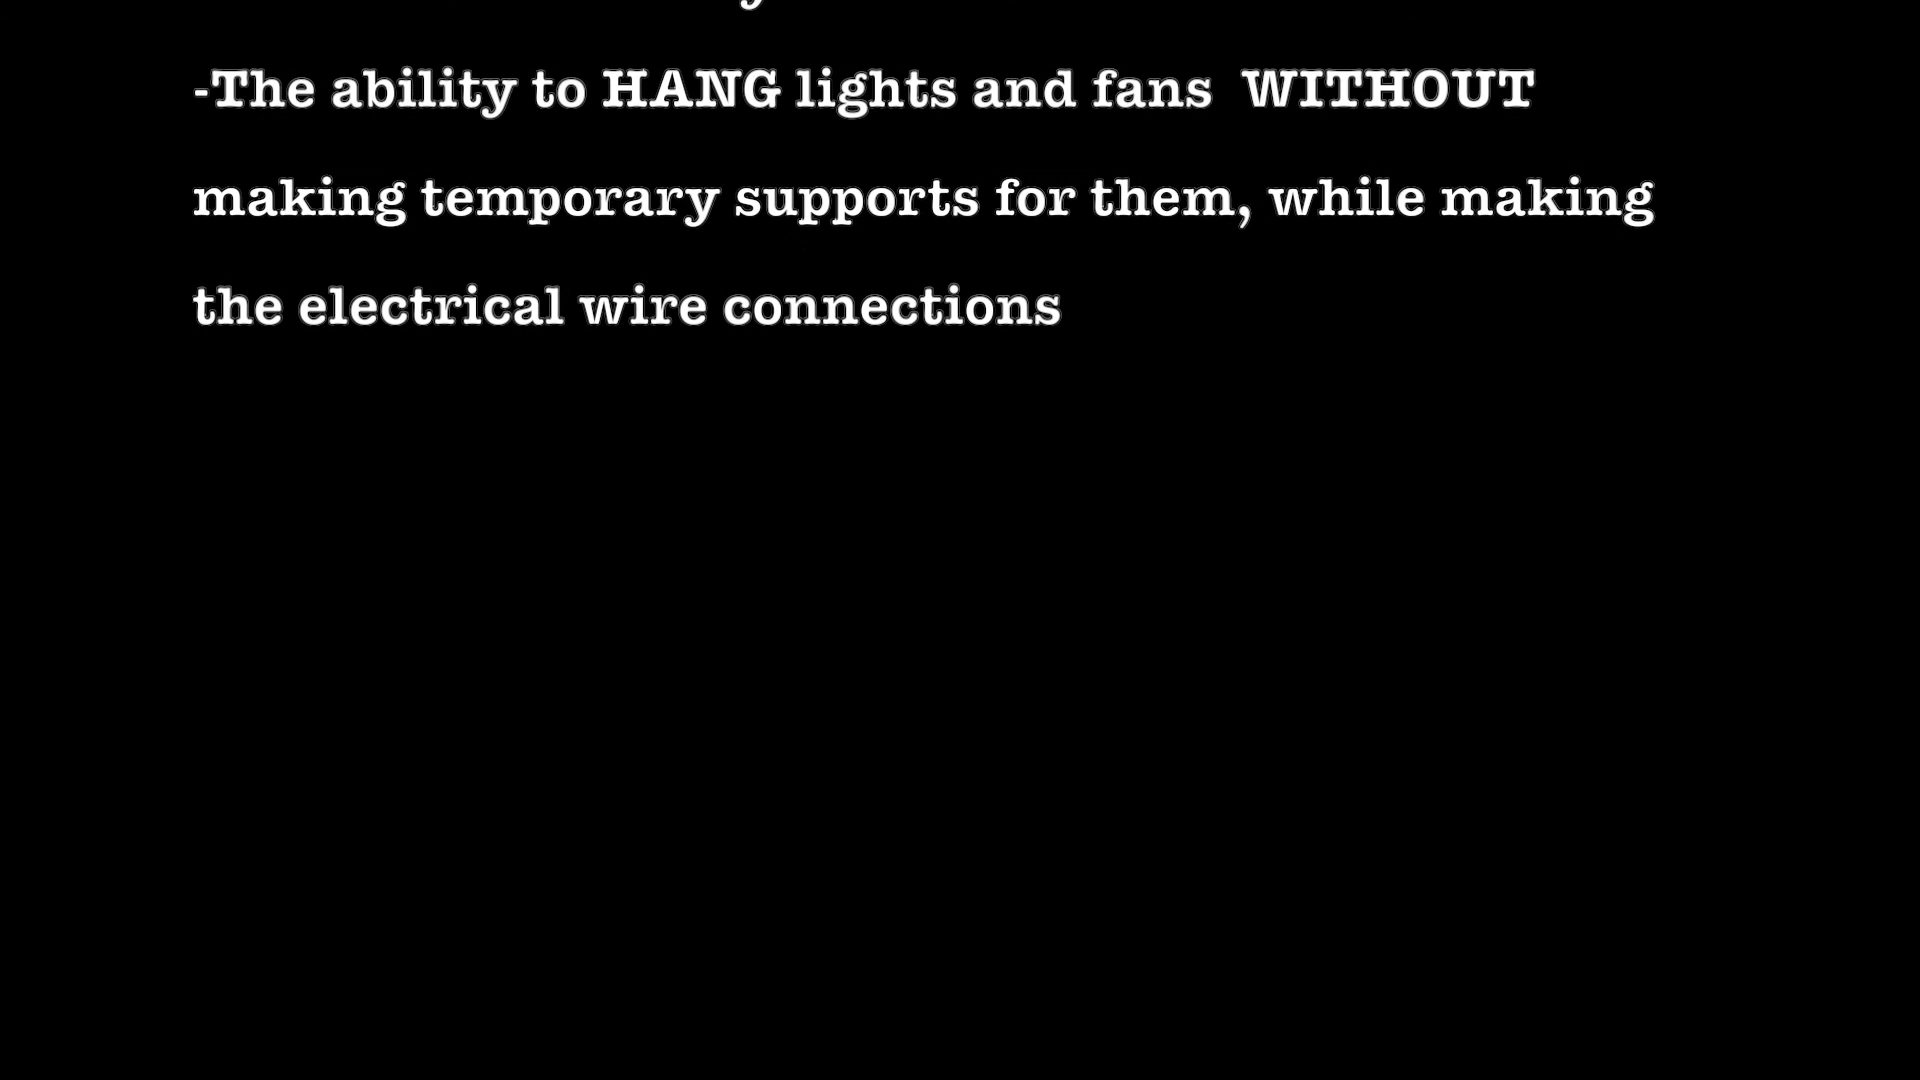 -The ability to HANG lights and fans  WITHOUT
making temporary supports for them, while making
the electrical wire connections